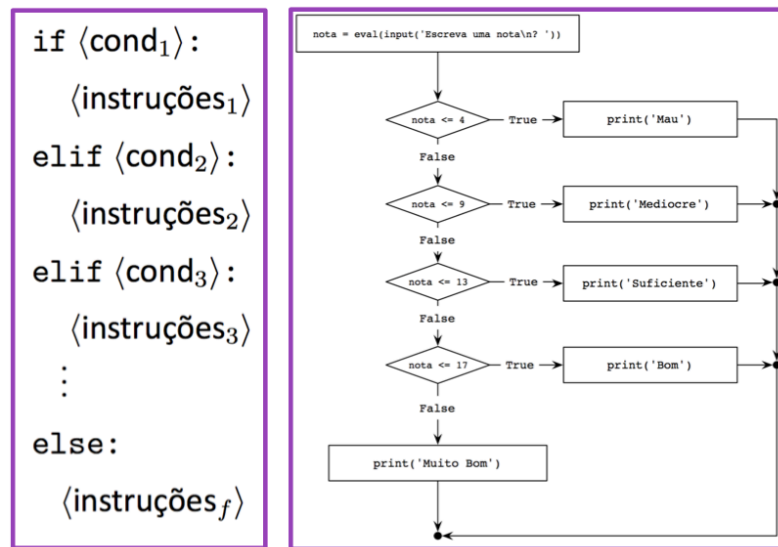 if ⟨cond₁⟩:
⟨instruções₁⟩
elif ⟨cond₂⟩:
⟨instruções₂⟩
elif ⟨cond₃⟩:
⟨instruções₃⟩
⋮
else:
⟨instruções_f⟩
nota = eval(input('Escreva uma nota\n? '))
nota <= 4 True print('Mau')
False
nota <= 9 True print('Mediocre')
False
nota <= 13 True print('Suficiente')
False
nota <= 17 True print('Bom')
False
print('Muito Bom')